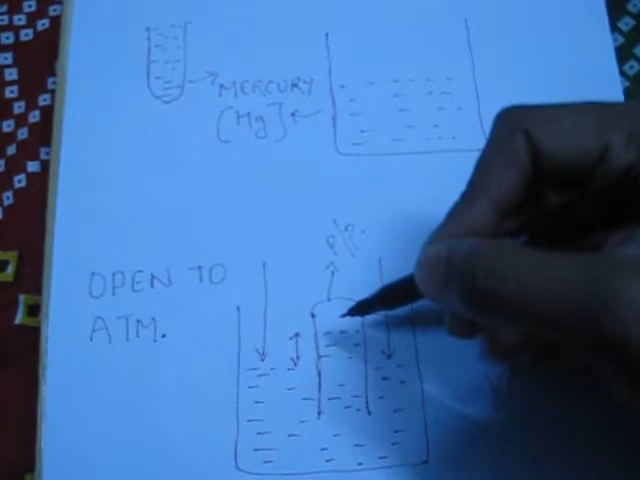 MERCURY
[Hg]
P/?.
OPEN TO
ATM.